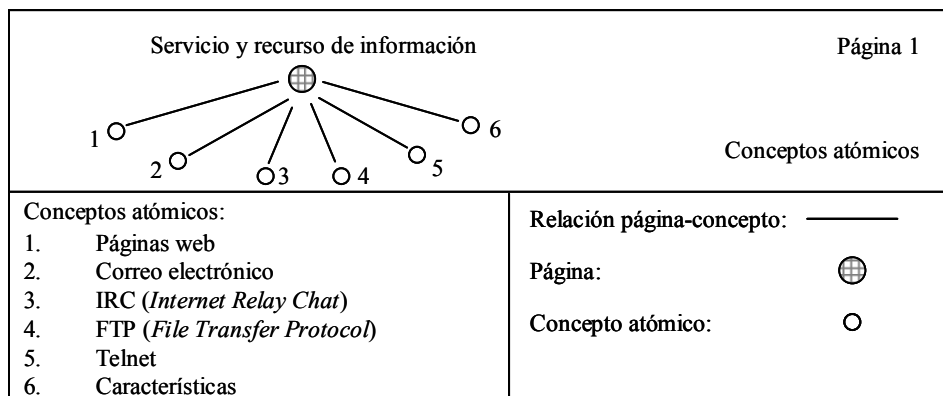 Servicio y recurso de información
Página 1
1
2
3
4
5
6
Conceptos atómicos
Conceptos atómicos:
1. Páginas web
2. Correo electrónico
3. IRC (Internet Relay Chat)
4. FTP (File Transfer Protocol)
5. Telnet
6. Características
Relación página-concepto:
Página:
Concepto atómico: